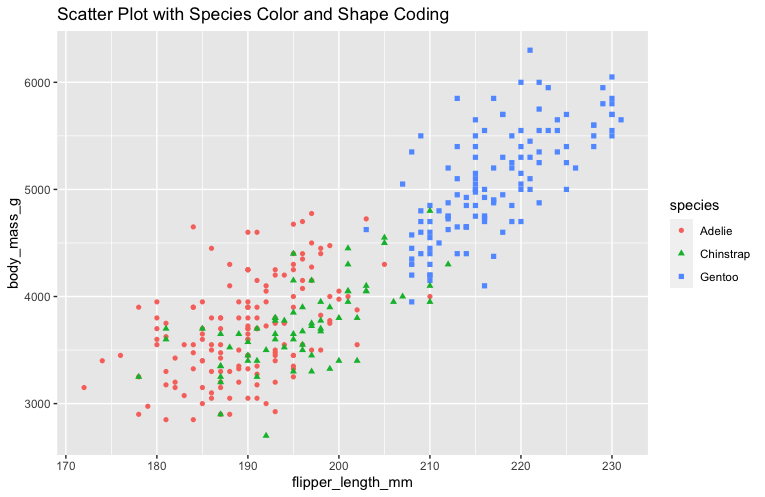 Scatter Plot with Species Color and Shape Coding
6000
5000
4000
3000
body_mass_g
170 180 190 200 210 220 230
flipper_length_mm
species
Adelie
Chinstrap
Gentoo